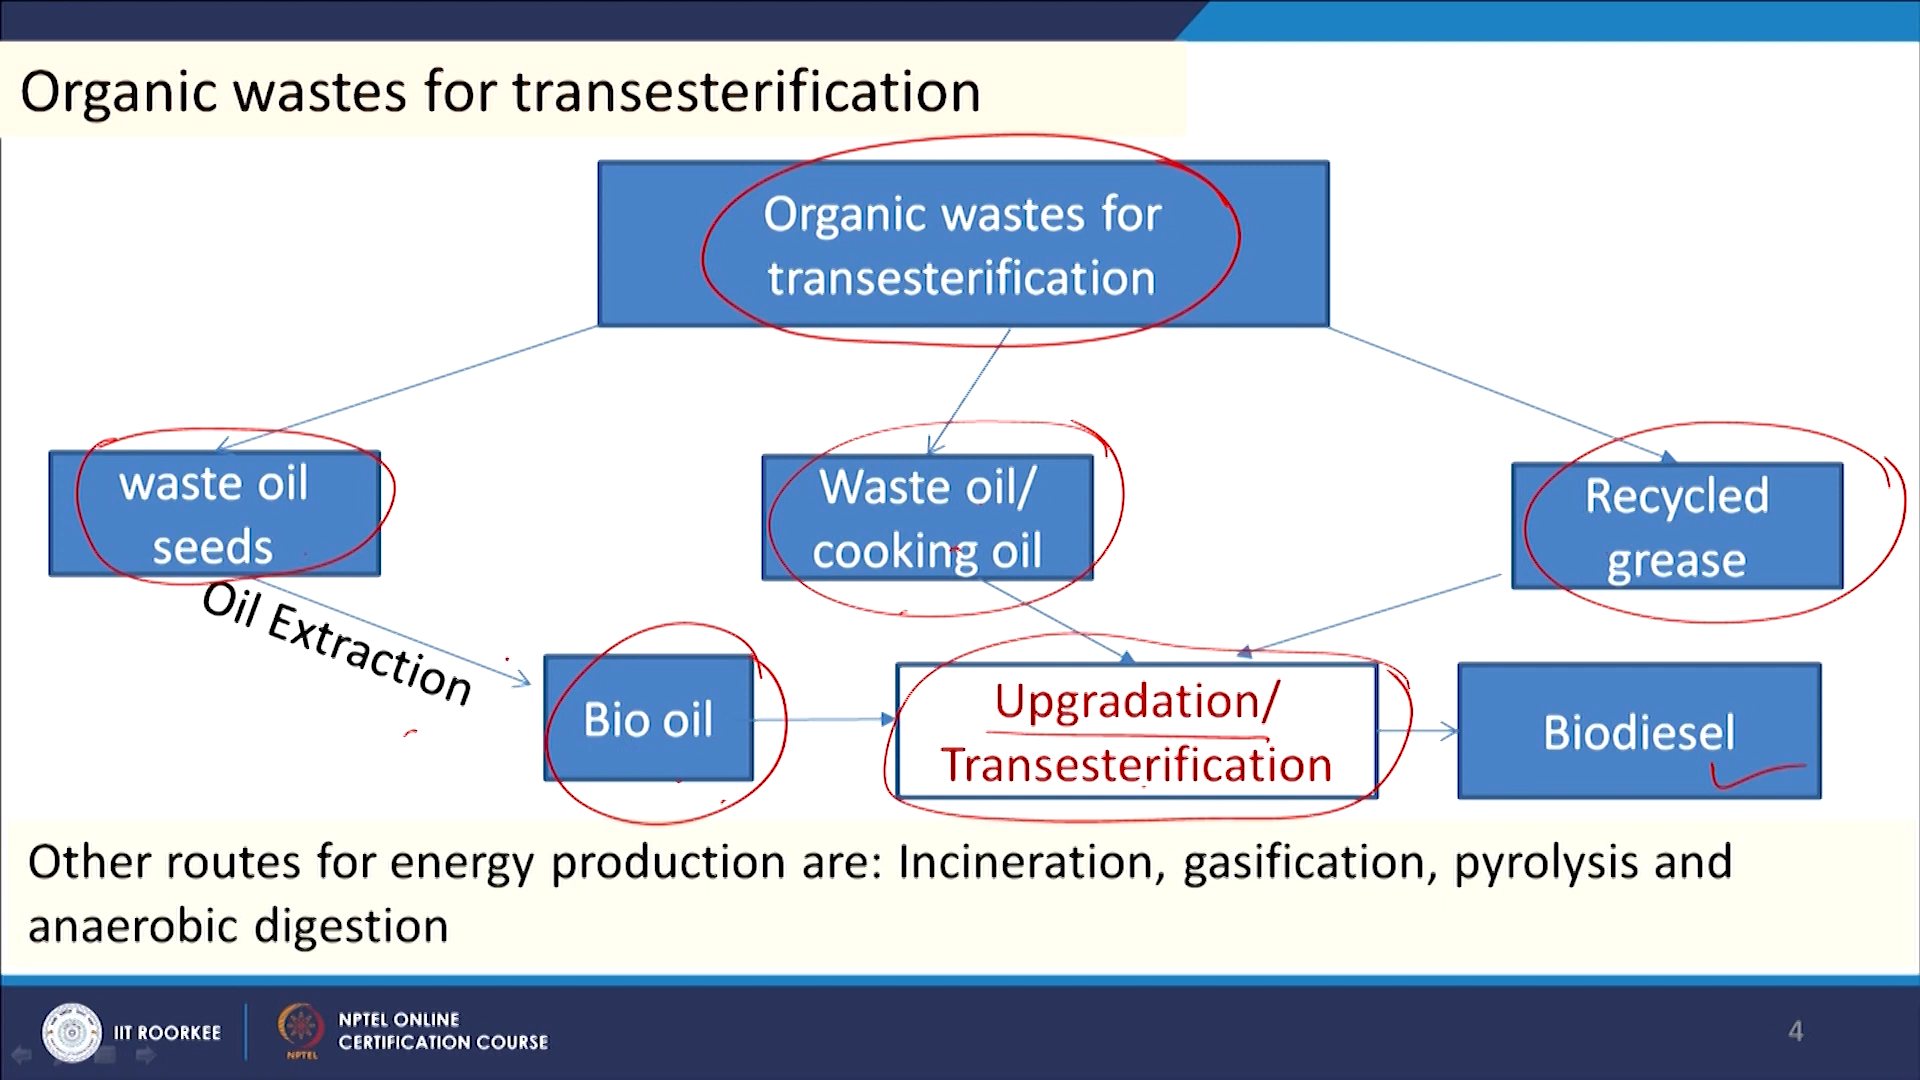 Organic wastes for transesterification
Organic wastes for
transesterification
waste oil
seeds
Waste oil/
cooking oil
Recycled
grease
Oil Extraction
Bio oil
Upgradation/
Transesterification
Biodiesel
Other routes for energy production are: Incineration, gasification, pyrolysis and
anaerobic digestion
IIT ROORKEE
NPTEL
NPTEL ONLINE
CERTIFICATION COURSE
4